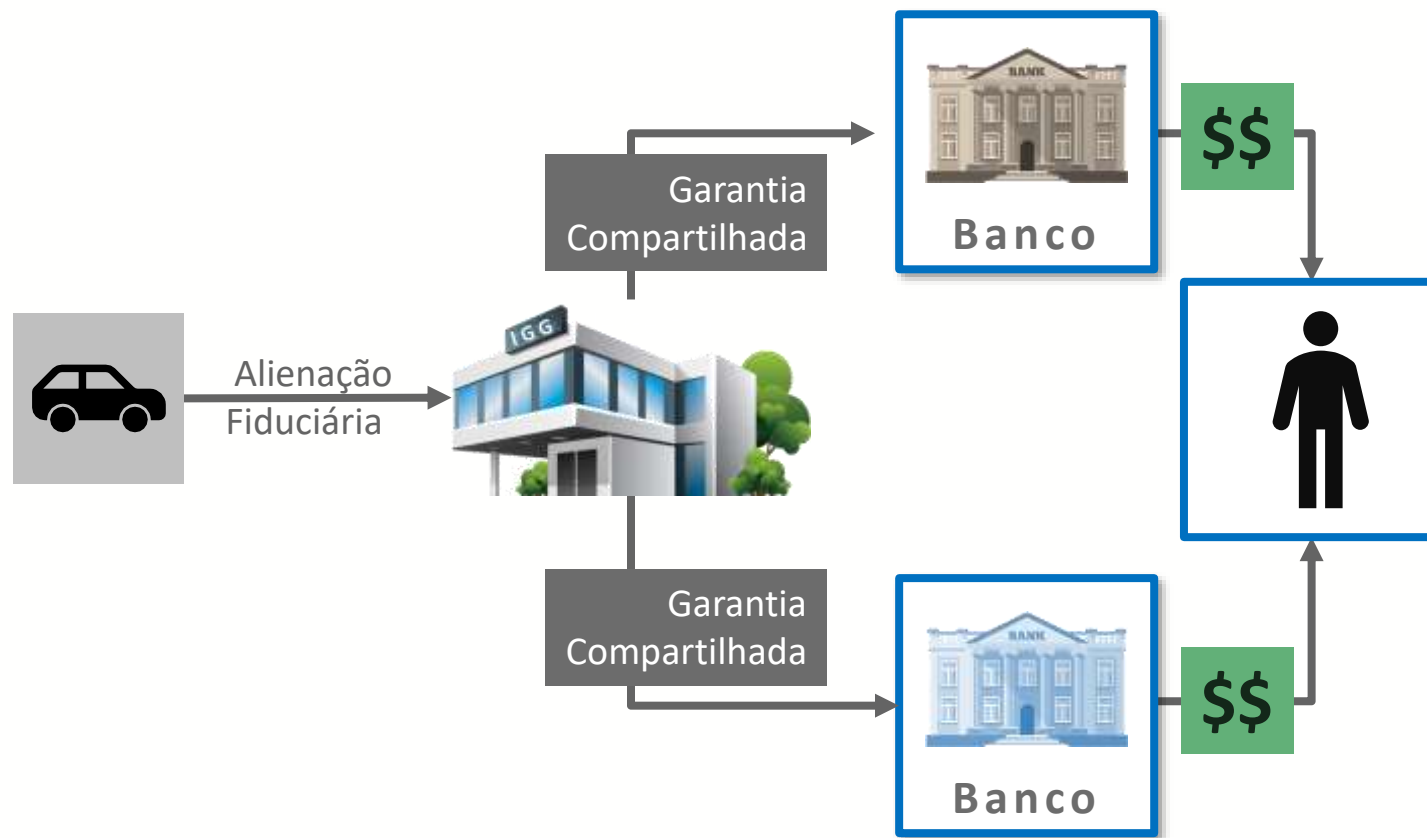 BANK
Banco
$$
Garantia
Compartilhada
IGG
Alienação
Fiduciária
Garantia
Compartilhada
BANK
Banco
$$